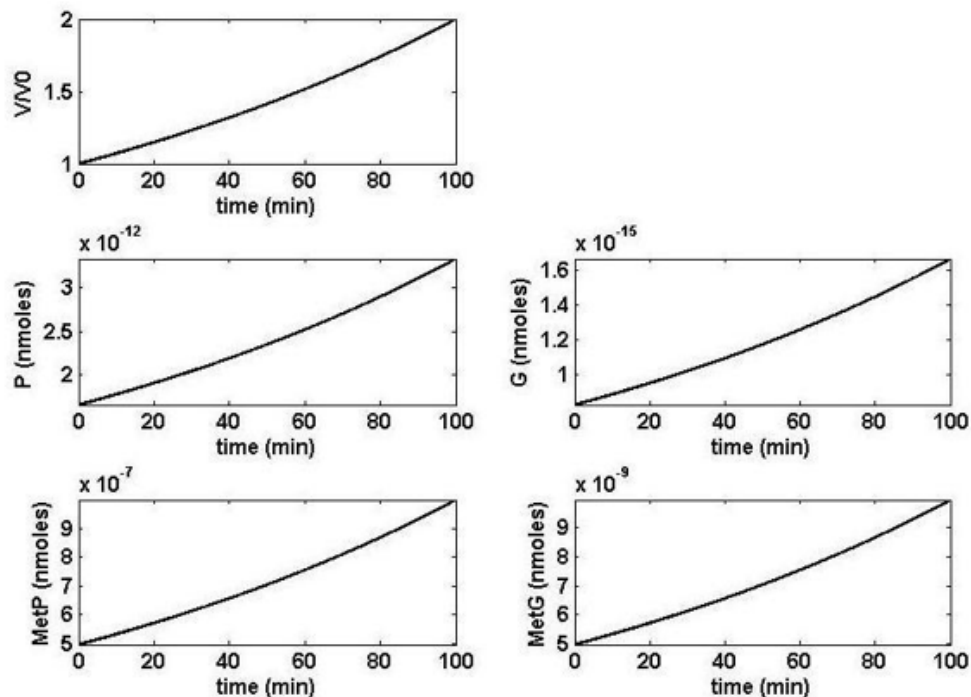 2
1.5
1
V/V0
0 20 40 60 80 100
time (min)
x 10^-12
3
2.5
2
P (nmoles)
0 20 40 60 80 100
time (min)
x 10^-15
1.6
1.4
1.2
1
G (nmoles)
0 20 40 60 80 100
time (min)
x 10^-7
9
8
7
6
5
MetP (nmoles)
0 20 40 60 80 100
time (min)
x 10^-9
9
8
7
6
5
MetG (nmoles)
0 20 40 60 80 100
time (min)